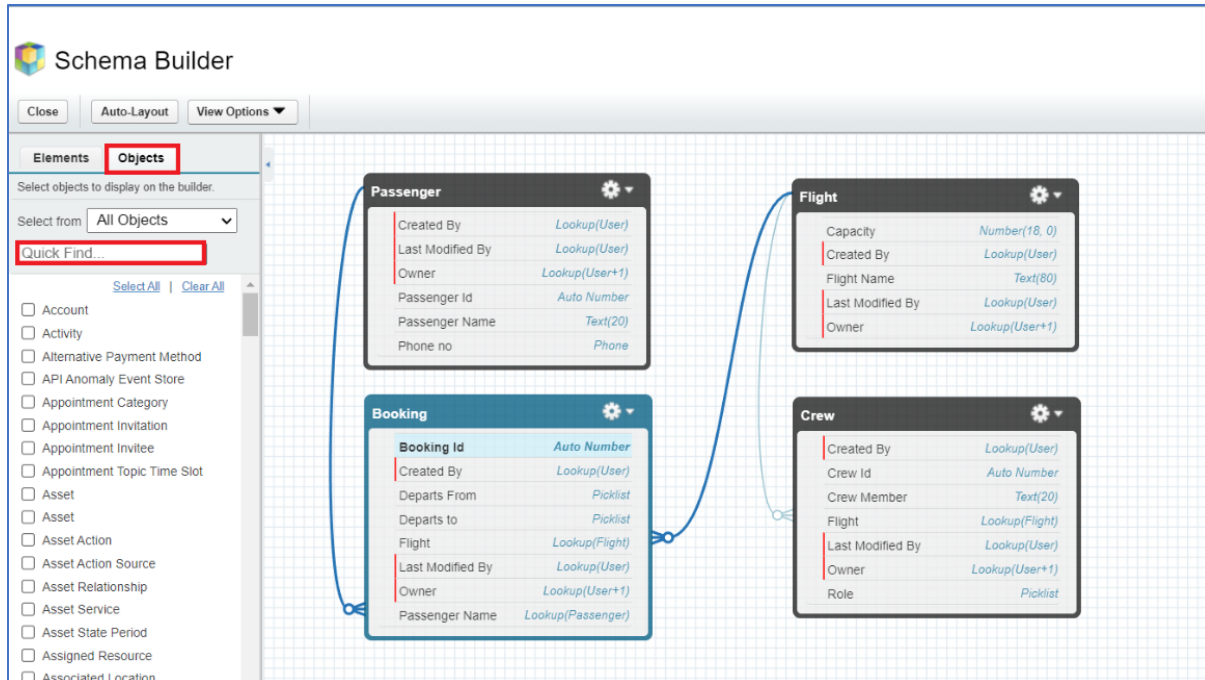 Schema Builder
Close Auto-Layout View Options
Elements Objects
Select objects to display on the builder.
Select from All Objects
Quick Find...
Select All | Clear All
Account
Activity
Alternative Payment Method
API Anomaly Event Store
Appointment Category
Appointment Invitation
Appointment Invitee
Appointment Topic Time Slot
Asset
Asset
Asset Action
Asset Action Source
Asset Relationship
Asset Service
Asset State Period
Assigned Resource
Associated Location
Passenger
Created By Lookup(User)
Last Modified By Lookup(User)
Owner Lookup(User+1)
Passenger Id Auto Number
Passenger Name Text(20)
Phone no Phone
Booking
Booking Id Auto Number
Created By Lookup(User)
Departs From Picklist
Departs to Picklist
Flight Lookup(Flight)
Last Modified By Lookup(User)
Owner Lookup(User+1)
Passenger Name Lookup(Passenger)
Flight
Capacity Number(18, 0)
Created By Lookup(User)
Flight Name Text(80)
Last Modified By Lookup(User)
Owner Lookup(User+1)
Crew
Created By Lookup(User)
Crew Id Auto Number
Crew Member Text(20)
Flight Lookup(Flight)
Last Modified By Lookup(User)
Owner Lookup(User+1)
Role Picklist